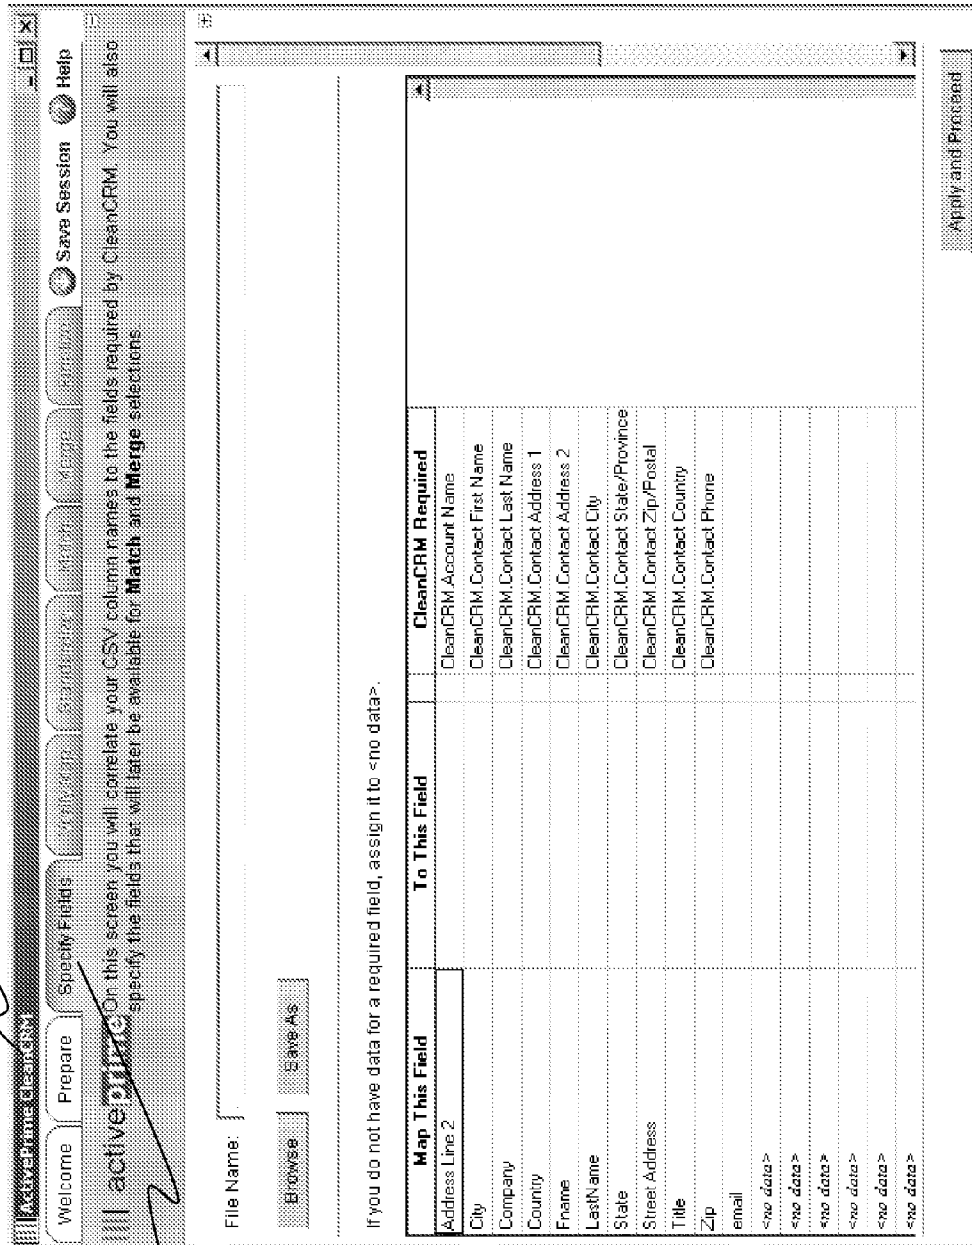 ActivePrime CleanCRM
Welcome
Prepare
Specify Fields
Standardize
Match
Merge
Save Session
Help
activeprime
On this screen you will correlate your CSV column names to the fields required by CleanCRM. You will also
specify the fields that will later be available for Match and Merge selections.
File Name:
Browse
Save As
If you do not have data for a required field, assign it to <no data>.
Map This Field
To This Field
CleanCRM Required
Address Line 2
CleanCRM.Account Name
City
CleanCRM.Contact First Name
Company
CleanCRM.Contact Last Name
Country
CleanCRM.Contact Address 1
Fname
CleanCRM.Contact Address 2
LastName
CleanCRM.Contact City
State
CleanCRM.Contact State/Province
Street Address
CleanCRM.Contact Zip/Postal
Title
CleanCRM.Contact Country
Zip
CleanCRM.Contact Phone
email
<no data>
<no data>
<no data>
<no data>
<no data>
<no data>
Apply and Proceed